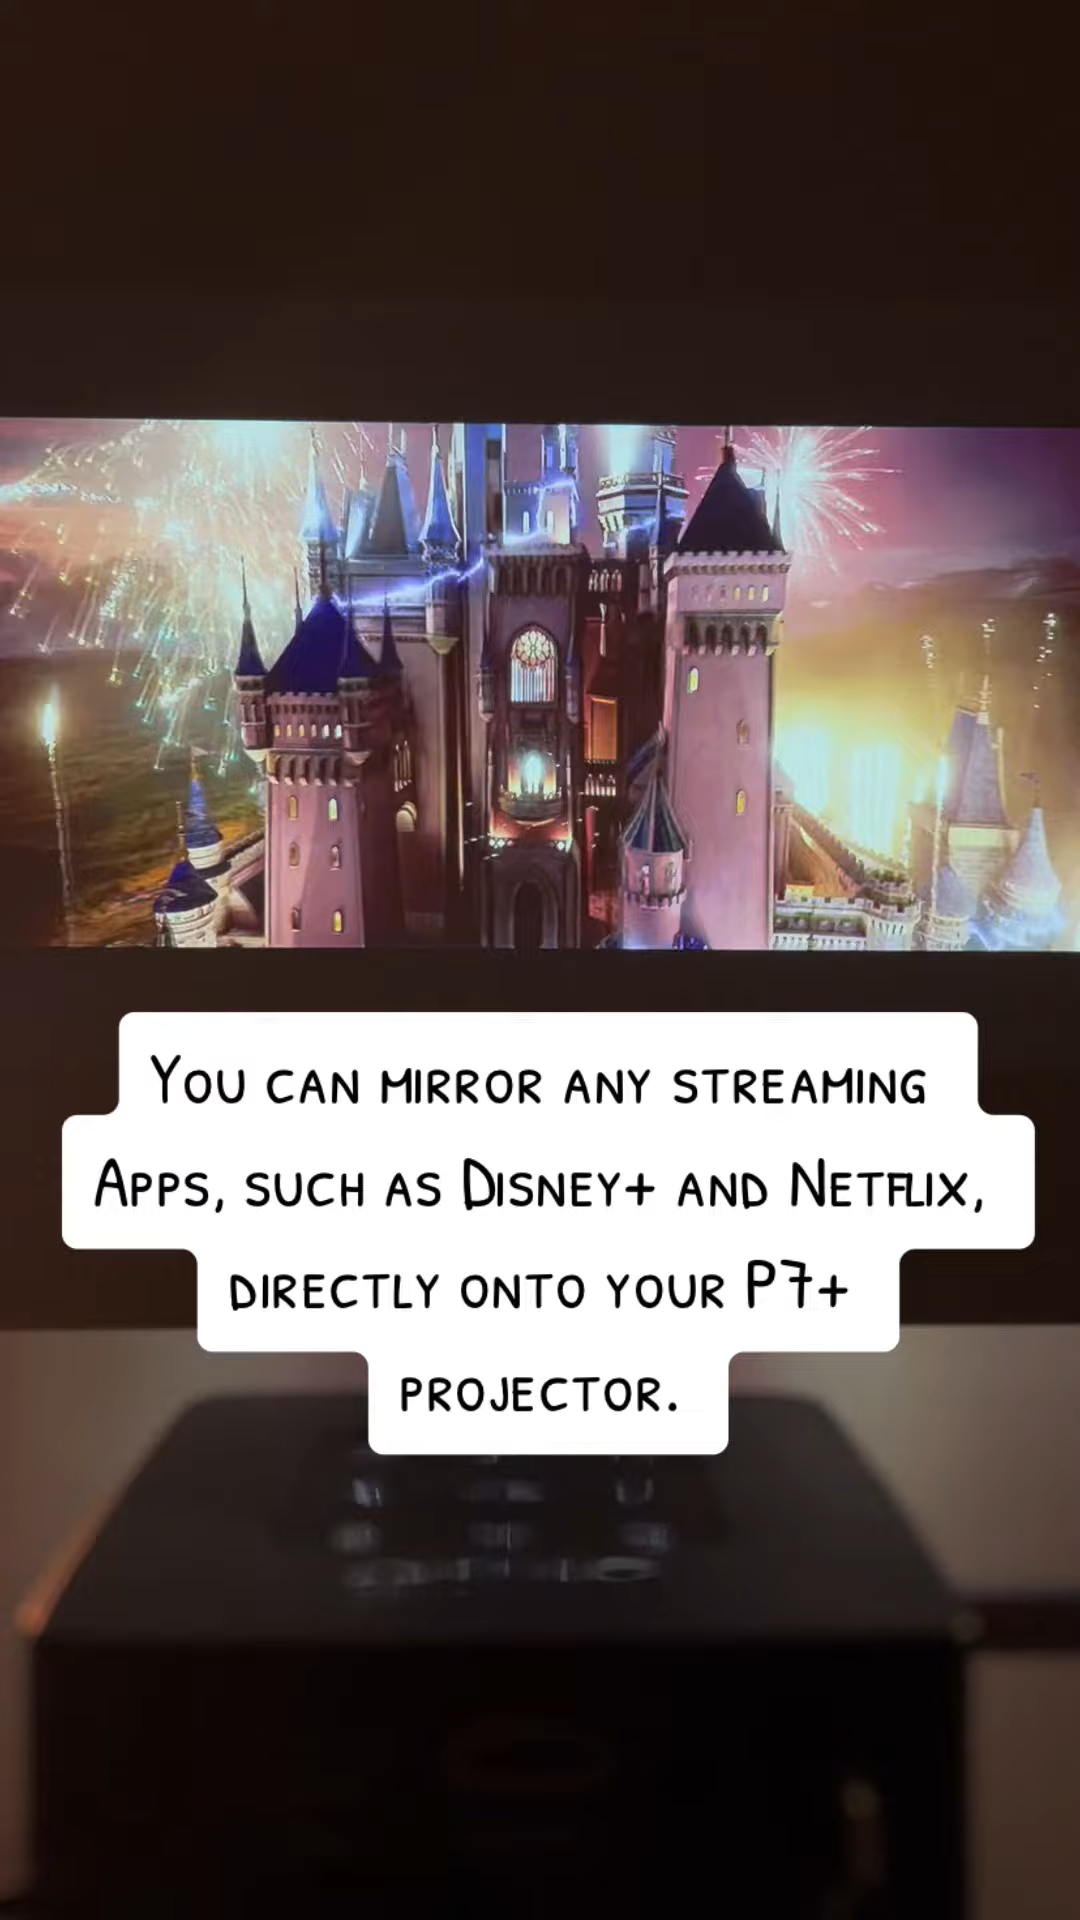 You can mirror any streaming
Apps, such as Disney+ and Netflix,
directly onto your P7+
projector.